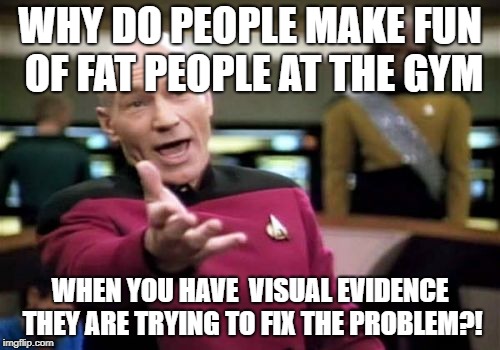 WHY DO PEOPLE MAKE FUN
OF FAT PEOPLE AT THE GYM
WHEN YOU HAVE VISUAL EVIDENCE
THEY ARE TRYING TO FIX THE PROBLEM?!
imgflip.com